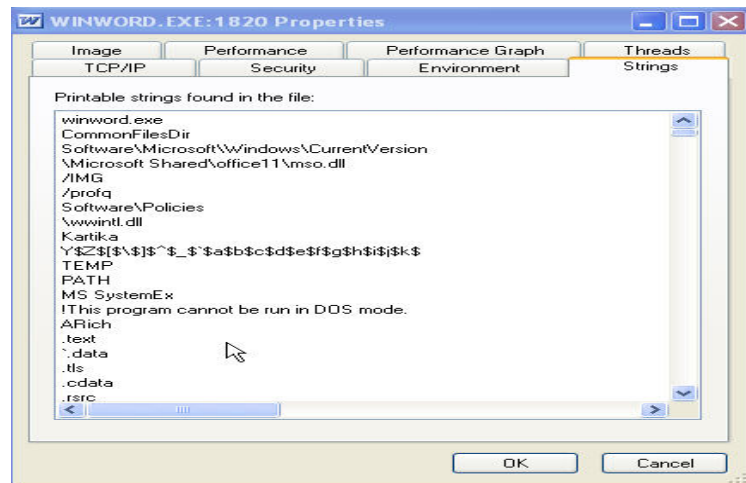 WINWORD.EXE:1820 Properties
Image Performance Performance Graph Threads
TCP/IP Security Environment Strings
Printable strings found in the file:
winword.exe
CommonFilesDir
Software\Microsoft\Windows\CurrentVersion
\Microsoft Shared\office11\mso.dll
/IMG
/profq
Software\Policies
\wwintl.dll
Kartika
Y$Z$[$\$]$^$_$`$a$b$c$d$e$f$g$h$i$j$k$
TEMP
PATH
MS SystemEx
!This program cannot be run in DOS mode.
ARich
.text
`.data
.tls
.cdata
.rsrc
OK Cancel